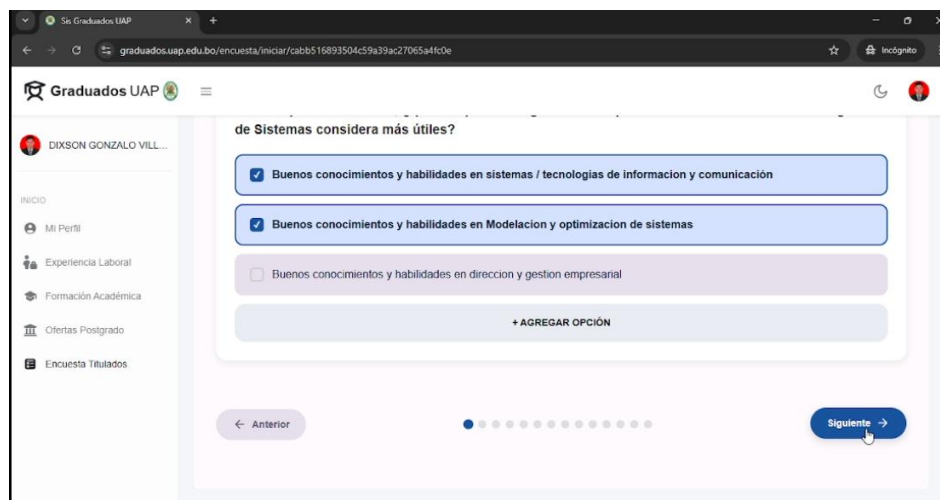 Sis Graduados UAP
graduados.uap.edu.bo/encuesta/iniciar/cabb516893504c59a39ac27065a4fc0e
Incógnito
Graduados UAP
DIXSON GONZALO VILL...
INICIO
Mi Perfil
Experiencia Laboral
Formación Académica
Ofertas Postgrado
Encuesta Titulados
de Sistemas considera más útiles?
Buenos conocimientos y habilidades en sistemas / tecnologias de informacion y comunicación
Buenos conocimientos y habilidades en Modelacion y optimizacion de sistemas
Buenos conocimientos y habilidades en direccion y gestion empresarial
+ AGREGAR OPCIÓN
← Anterior
Siguiente →